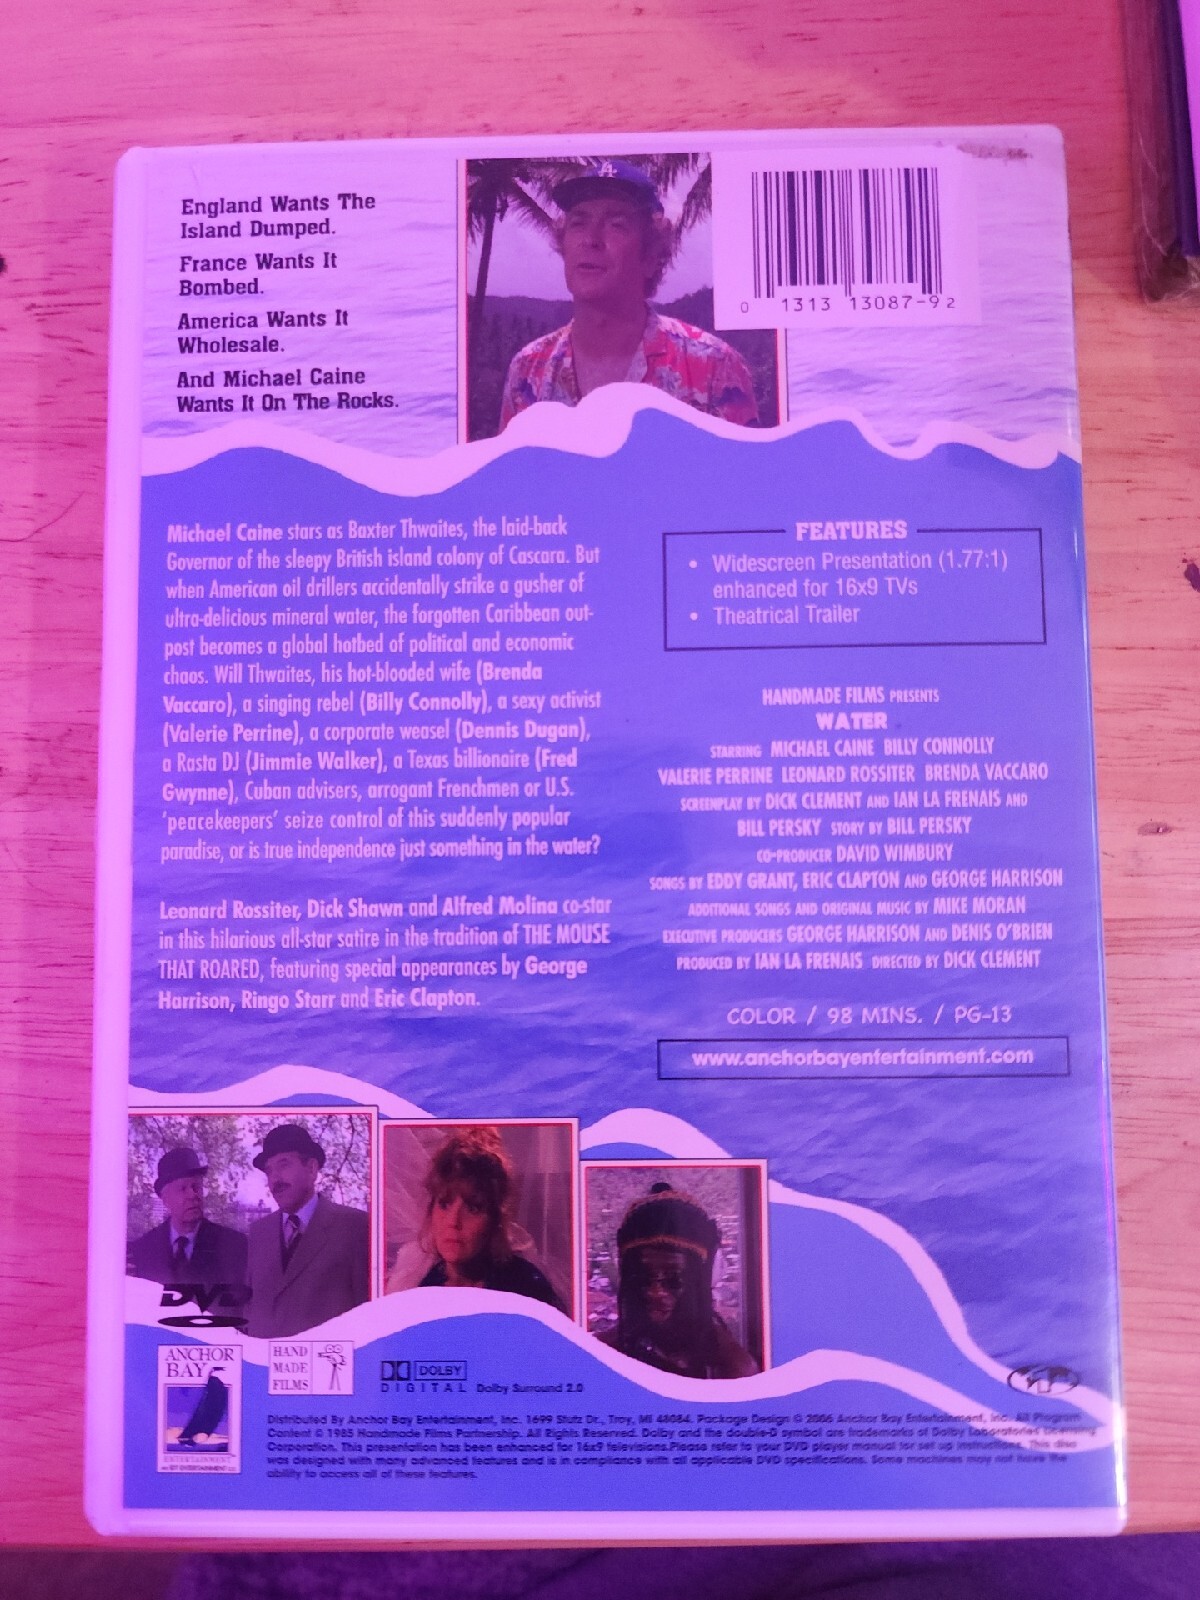 England Wants The
Island Dumped.
France Wants It
Bombed.
America Wants It
Wholesale.
And Michael Caine
Wants It On The Rocks.
0 1313 13087-9 2
Michael Caine stars as Baxter Thwaites, the laid-back
Governor of the sleepy British island colony of Cascara. But
when American oil drillers accidentally strike a gusher of
ultra-delicious mineral water, the forgotten Caribbean out-
post becomes a global hotbed of political and economic
chaos. Will Thwaites, his hot-blooded wife (Brenda
Vaccaro), a singing rebel (Billy Connolly), a sexy activist
(Valerie Perrine), a corporate weasel (Dennis Dugan),
a Rasta DJ (Jimmie Walker), a Texas billionaire (Fred
Gwynne), Cuban advisers, arrogant Frenchmen or U.S.
'peacekeepers' seize control of this suddenly popular
paradise, or is true independence just something in the water?
Leonard Rossiter, Dick Shawn and Alfred Molina co-star
in this hilarious all-star satire in the tradition of THE MOUSE
THAT ROARED, featuring special appearances by George
Harrison, Ringo Starr and Eric Clapton.
FEATURES
• Widescreen Presentation (1.77:1)
enhanced for 16x9 TVs
• Theatrical Trailer
HANDMADE FILMS PRESENTS
WATER
STARRING MICHAEL CAINE BILLY CONNOLLY
VALERIE PERRINE LEONARD ROSSITER BRENDA VACCARO
SCREENPLAY BY DICK CLEMENT AND IAN LA FRENAIS AND
BILL PERSKY STORY BY BILL PERSKY
CO-PRODUCER DAVID WIMBURY
SONGS BY EDDY GRANT, ERIC CLAPTON AND GEORGE HARRISON
ADDITIONAL SONGS AND ORIGINAL MUSIC BY MIKE MORAN
EXECUTIVE PRODUCERS GEORGE HARRISON AND DENIS O'BRIEN
PRODUCED BY IAN LA FRENAIS DIRECTED BY DICK CLEMENT
COLOR / 98 MINS. / PG-13
www.anchorbayentertainment.com
DVD
ANCHOR
BAY
ENTERTAINMENT
HAND
MADE
FILMS
DOLBY
DIGITAL Dolby Surround 2.0
Distributed By Anchor Bay Entertainment, Inc. 1699 Stutz Dr., Troy, MI 48084. Package Design © 2006 Anchor Bay Entertainment, Inc. All Program
Content © 1985 Handmade Films Partnership. All Rights Reserved. Dolby and the double-D symbol are trademarks of Dolby Laboratories Licensing
Corporation. This presentation has been enhanced for 16x9 televisions.Please refer to your DVD player manual for set up instructions. This disc
was designed with many advanced features and is in compliance with all applicable DVD specifications. Some machines may not have the
ability to access all of these features.